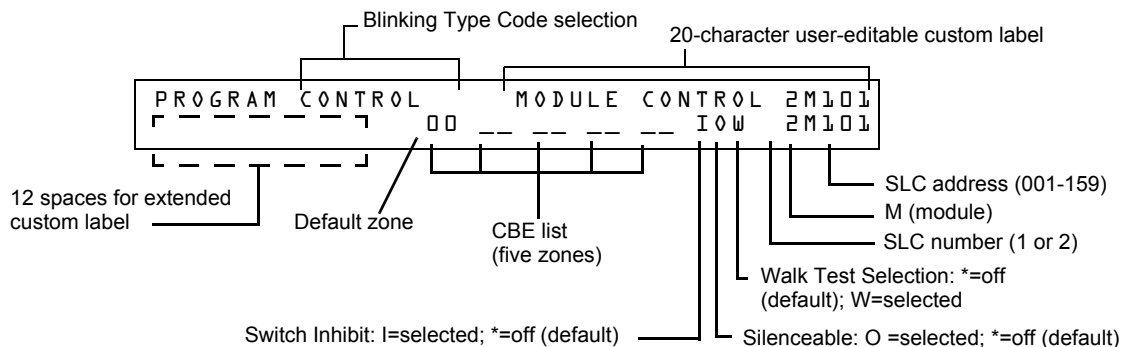 Blinking Type Code selection
20-character user-editable custom label
PROGRAM CONTROL MODULE CONTROL 2M101
00 __ __ __ __ IOW 2M101
12 spaces for extended
custom label
Default zone
CBE list
(five zones)
SLC address (001-159)
M (module)
SLC number (1 or 2)
Walk Test Selection: *=off
(default); W=selected
Switch Inhibit: I=selected; *=off (default)
Silenceable: O =selected; *=off (default)